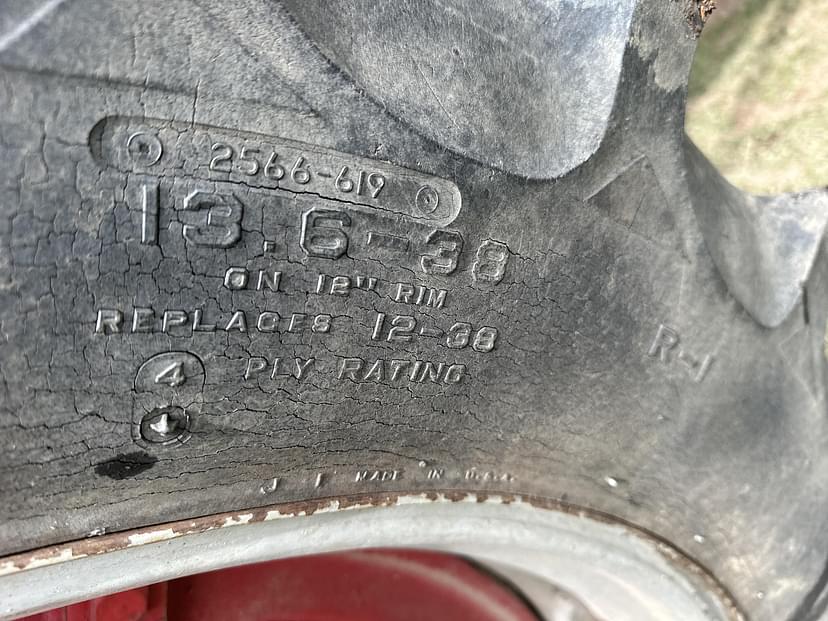 2566-619
13.6-38
ON 12" RIM
REPLACES 12-38
4 PLY RATING
R-1
J I MADE IN U.S.A.